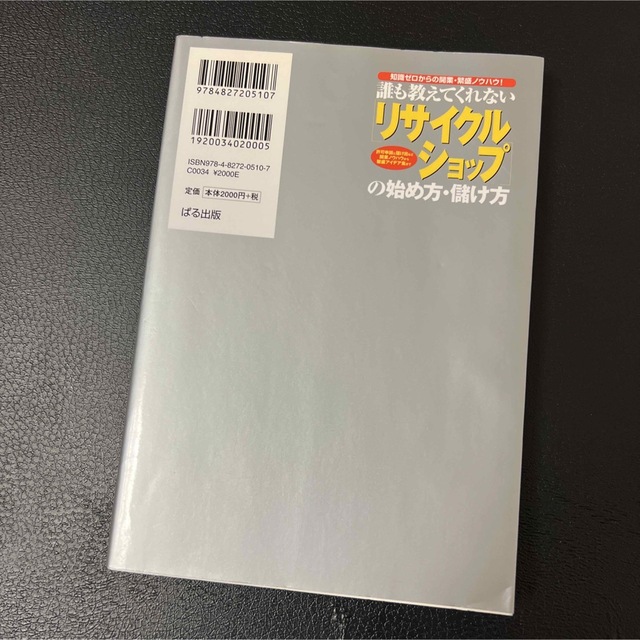 9784827205107
1920034020005
ISBN978-4-8272-0510-7
C0034 ¥2000E
定価 本体2000円+税
ぱる出版
知識ゼロからの開業・繁盛ノウハウ!
誰も教えてくれない
「リサイクル
ショップ」
の始め方・儲け方